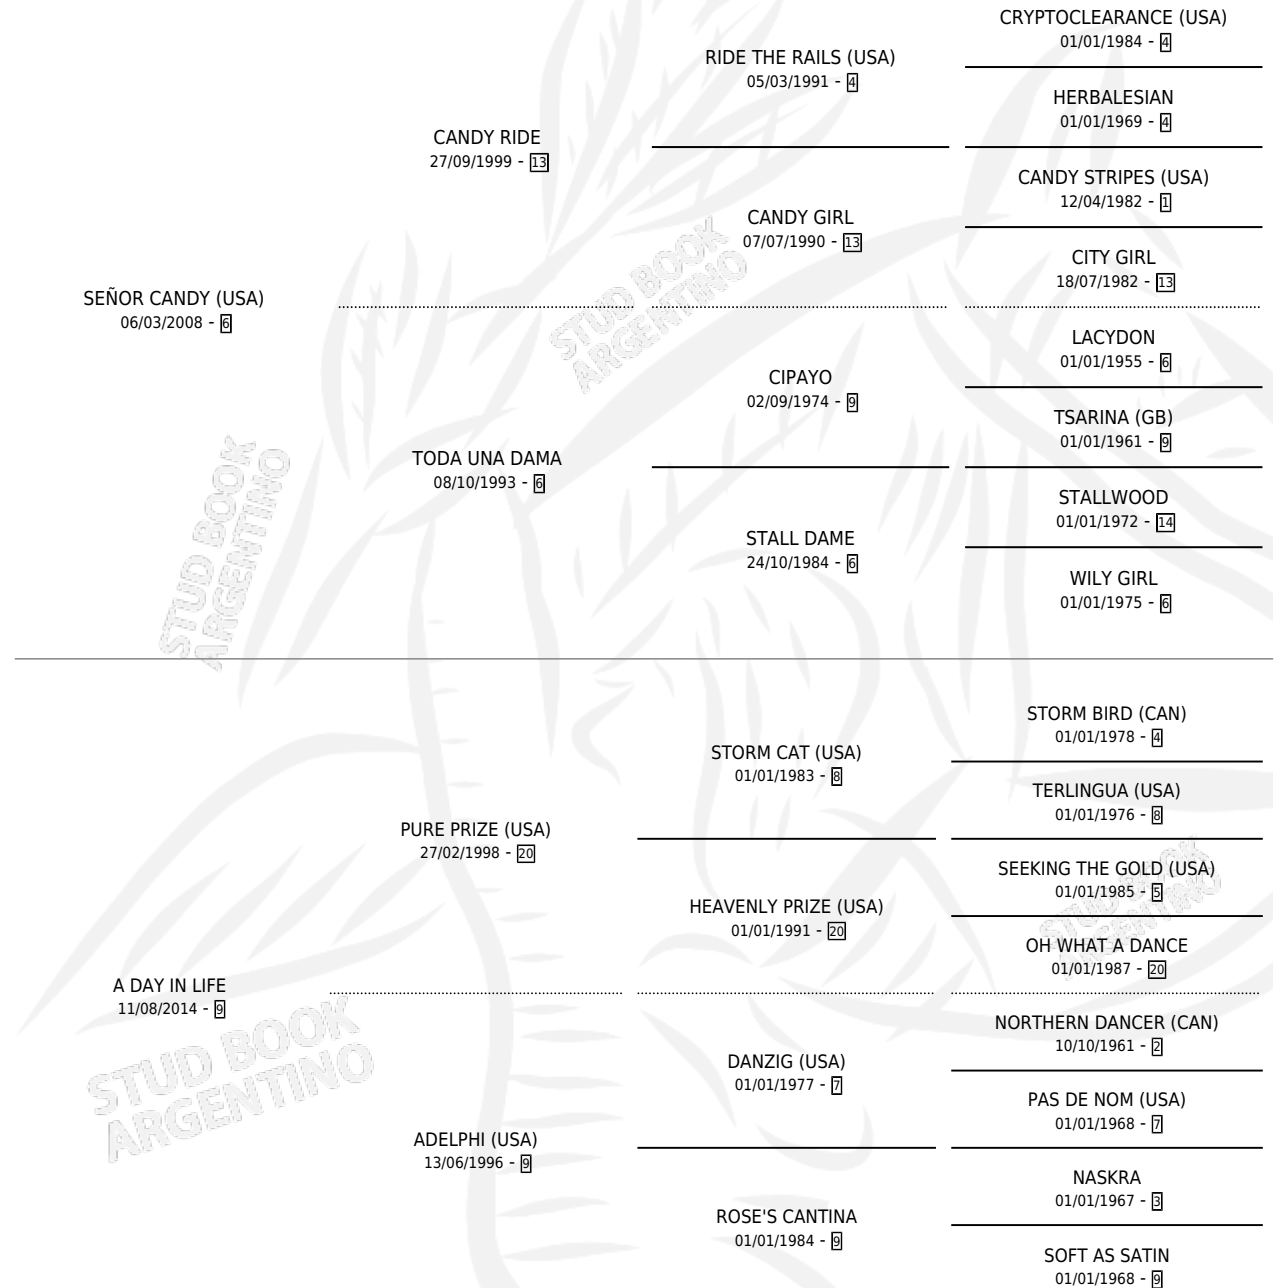 CRYPTOCLEARANCE (USA)
01/01/1984 - 4
RIDE THE RAILS (USA)
05/03/1991 - 4
HERBALESIAN
01/01/1969 - 4
CANDY RIDE
27/09/1999 - 13
CANDY STRIPES (USA)
12/04/1982 - 1
CANDY GIRL
07/07/1990 - 13
CITY GIRL
18/07/1982 - 13
SEÑOR CANDY (USA)
06/03/2008 - 6
LACYDON
01/01/1955 - 6
CIPAYO
02/09/1974 - 9
TSARINA (GB)
01/01/1961 - 9
TODA UNA DAMA
08/10/1993 - 6
STALLWOOD
01/01/1972 - 14
STALL DAME
24/10/1984 - 6
WILY GIRL
01/01/1975 - 6
STORM BIRD (CAN)
01/01/1978 - 4
STORM CAT (USA)
01/01/1983 - 8
TERLINGUA (USA)
01/01/1976 - 8
PURE PRIZE (USA)
27/02/1998 - 20
SEEKING THE GOLD (USA)
01/01/1985 - 5
HEAVENLY PRIZE (USA)
01/01/1991 - 20
OH WHAT A DANCE
01/01/1987 - 20
A DAY IN LIFE
11/08/2014 - 9
NORTHERN DANCER (CAN)
10/10/1961 - 2
DANZIG (USA)
01/01/1977 - 7
PAS DE NOM (USA)
01/01/1968 - 7
ADELPHI (USA)
13/06/1996 - 9
NASKRA
01/01/1967 - 3
ROSE'S CANTINA
01/01/1984 - 9
SOFT AS SATIN
01/01/1968 - 9
STUD BOOK
ARGENTINO
STUD BOOK
ARGENTINO
STUD BOOK
ARGENTINO
STUD BOOK
ARGENTINO